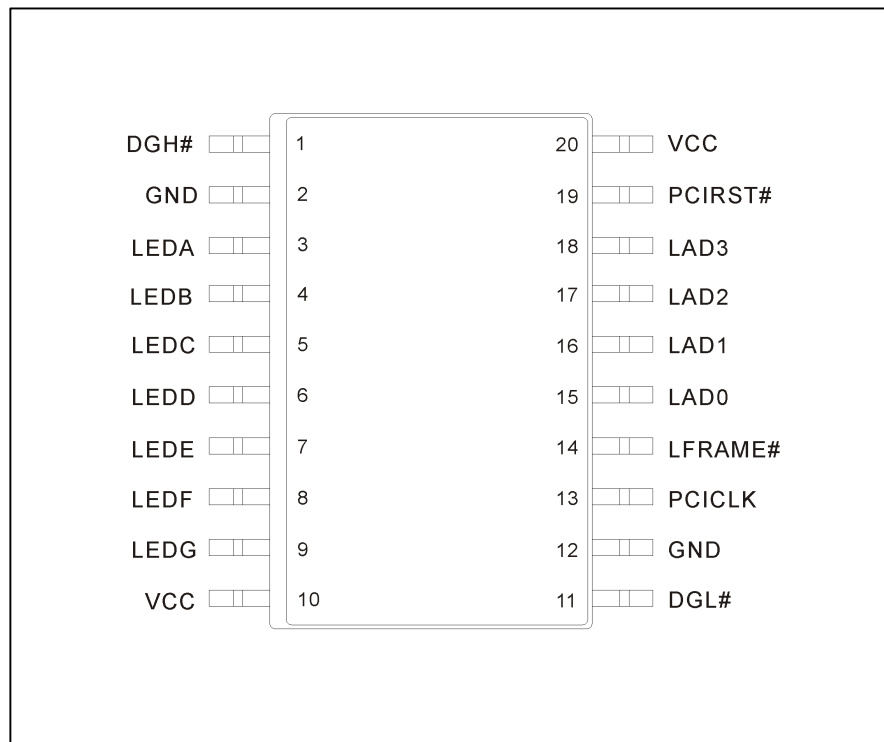 DGH# 1 20 VCC
GND 2 19 PCIRST#
LEDA 3 18 LAD3
LEDB 4 17 LAD2
LEDC 5 16 LAD1
LEDD 6 15 LAD0
LEDE 7 14 LFRAME#
LEDF 8 13 PCICLK
LEDG 9 12 GND
VCC 10 11 DGL#